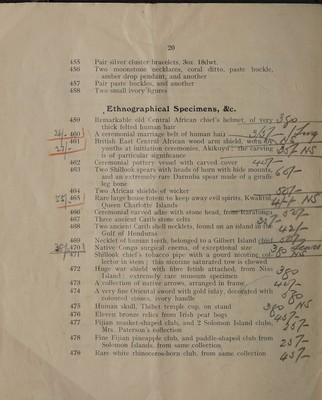 20
455 Pair silver cluster bracelets, 3oz. 18dwt.
456 Two moonstone necklaces, coral ditto, paste buckle,
amber drop pendant, and another
457 Pair paste buckles, and another
458 Two small ivory figures
Ethnographical Specimens, &c.
459 Remarkable old Central African chief's helmet, of very
thick felted human hair
460 A ceremonial marriage belt of human hair
461 British East Central African wood arm shield, worn by
youths at initiation ceremonies, Akikuyu: the carving
is of particular significance
462 Ceremonial pottery vessel with carved cover
463 Two Shillook spears with heads of horn with hide mounts,
and an extremely rare Datousha spear made of a giraffe
leg bone
464 Two African shields of wicker
465 Rare large house totem to keep away evil spirits, Kwakiutl
Queen Charlotte Islands
466 Ceremonial carved adze with stone head, from Raratonga
467 Three ancient Carib stone celts
468 Two ancient Carib shell necklets, found on an island in the
Gulf of Honduras
469 Necklet of human teeth, belonged to a Gilbert Island chief
470 Native Congo surgical enema, of exceptional size
471 Shillook chief's tobacco pipe with a gourd nicotine col-
lector in stem: the nicotine saturated tow is chewed
472 Huge war shield with fibre fetish attached, from Nias
Island: extremely rare museum specimen
473 A collection of native arrows, arranged in frame
474 A very fine Oriental sword with gold inlay, decorated with
coloured stones, ivory handle
475 Human skull, Thibet temple cup, on stand
476 Eleven bronze relics from Irish peat bogs
477 Fijian masket-shaped club, and 2 Solomon Island clubs,
Mrs. Paterson's collection
478 Fine Fijian pineapple club, and paddle-shaped club from
Solomon Islands, from same collection
479 Rare white rhinoceros-horn club, from same collection